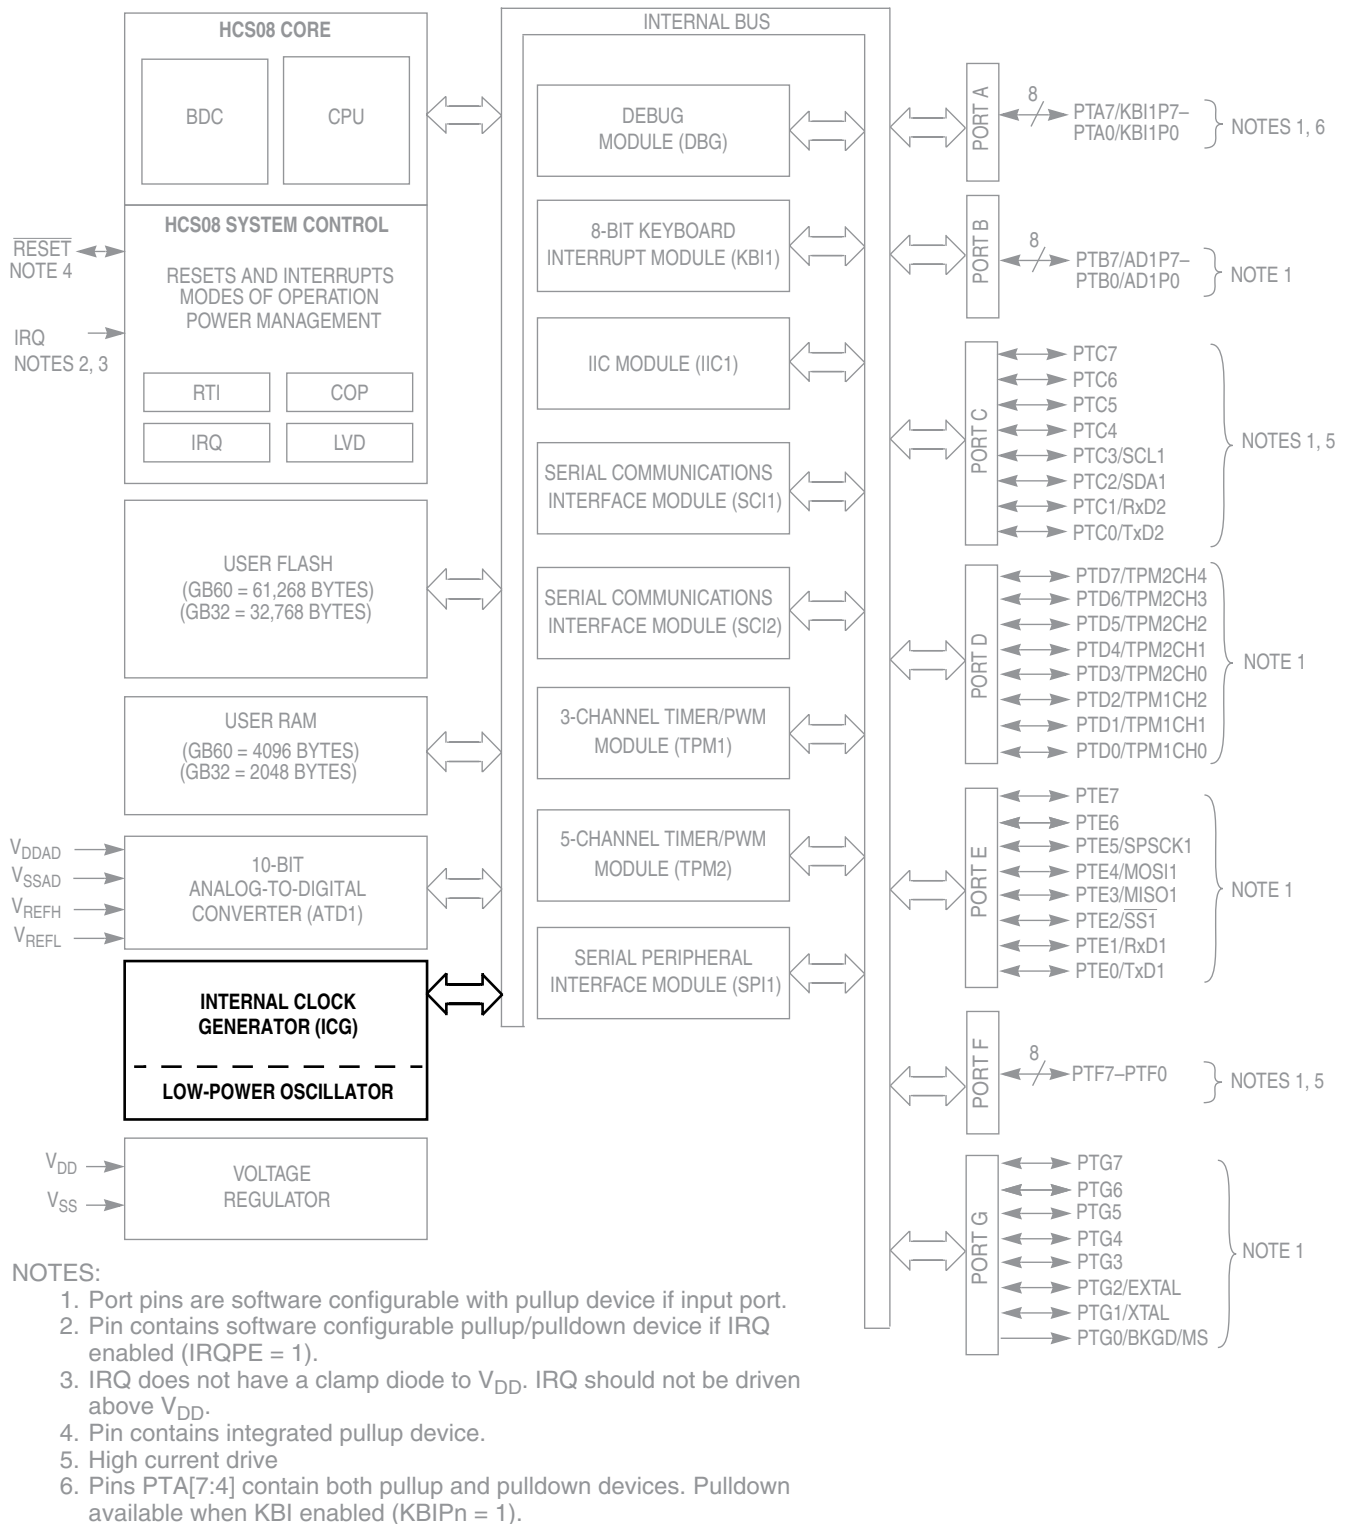 HCS08 CORE
BDC
CPU
HCS08 SYSTEM CONTROL
RESETS AND INTERRUPTS
MODES OF OPERATION
POWER MANAGEMENT
RTI
COP
IRQ
LVD
RESET
NOTE 4
IRQ
NOTES 2, 3
USER FLASH
(GB60 = 61,268 BYTES)
(GB32 = 32,768 BYTES)
USER RAM
(GB60 = 4096 BYTES)
(GB32 = 2048 BYTES)
VDDAD
VSSAD
VREFH
VREFL
10-BIT
ANALOG-TO-DIGITAL
CONVERTER (ATD1)
INTERNAL CLOCK
GENERATOR (ICG)
LOW-POWER OSCILLATOR
VDD
VSS
VOLTAGE
REGULATOR
INTERNAL BUS
DEBUG
MODULE (DBG)
8-BIT KEYBOARD
INTERRUPT MODULE (KBI1)
IIC MODULE (IIC1)
SERIAL COMMUNICATIONS
INTERFACE MODULE (SCI1)
SERIAL COMMUNICATIONS
INTERFACE MODULE (SCI2)
3-CHANNEL TIMER/PWM
MODULE (TPM1)
5-CHANNEL TIMER/PWM
MODULE (TPM2)
SERIAL PERIPHERAL
INTERFACE MODULE (SPI1)
PORT A
8
PTA7/KBI1P7–
PTA0/KBI1P0
NOTES 1, 6
PORT B
8
PTB7/AD1P7–
PTB0/AD1P0
NOTE 1
PORT C
PTC7
PTC6
PTC5
PTC4
PTC3/SCL1
PTC2/SDA1
PTC1/RxD2
PTC0/TxD2
NOTES 1, 5
PORT D
PTD7/TPM2CH4
PTD6/TPM2CH3
PTD5/TPM2CH2
PTD4/TPM2CH1
PTD3/TPM2CH0
PTD2/TPM1CH2
PTD1/TPM1CH1
PTD0/TPM1CH0
NOTE 1
PORT E
PTE7
PTE6
PTE5/SPSCK1
PTE4/MOSI1
PTE3/MISO1
PTE2/SS1
PTE1/RxD1
PTE0/TxD1
NOTE 1
PORT F
8
PTF7–PTF0
NOTES 1, 5
PORT G
PTG7
PTG6
PTG5
PTG4
PTG3
PTG2/EXTAL
PTG1/XTAL
PTG0/BKGD/MS
NOTE 1
NOTES:
1. Port pins are software configurable with pullup device if input port.
2. Pin contains software configurable pullup/pulldown device if IRQ
enabled (IRQPE = 1).
3. IRQ does not have a clamp diode to VDD. IRQ should not be driven
above VDD.
4. Pin contains integrated pullup device.
5. High current drive
6. Pins PTA[7:4] contain both pullup and pulldown devices. Pulldown
available when KBI enabled (KBIPn = 1).